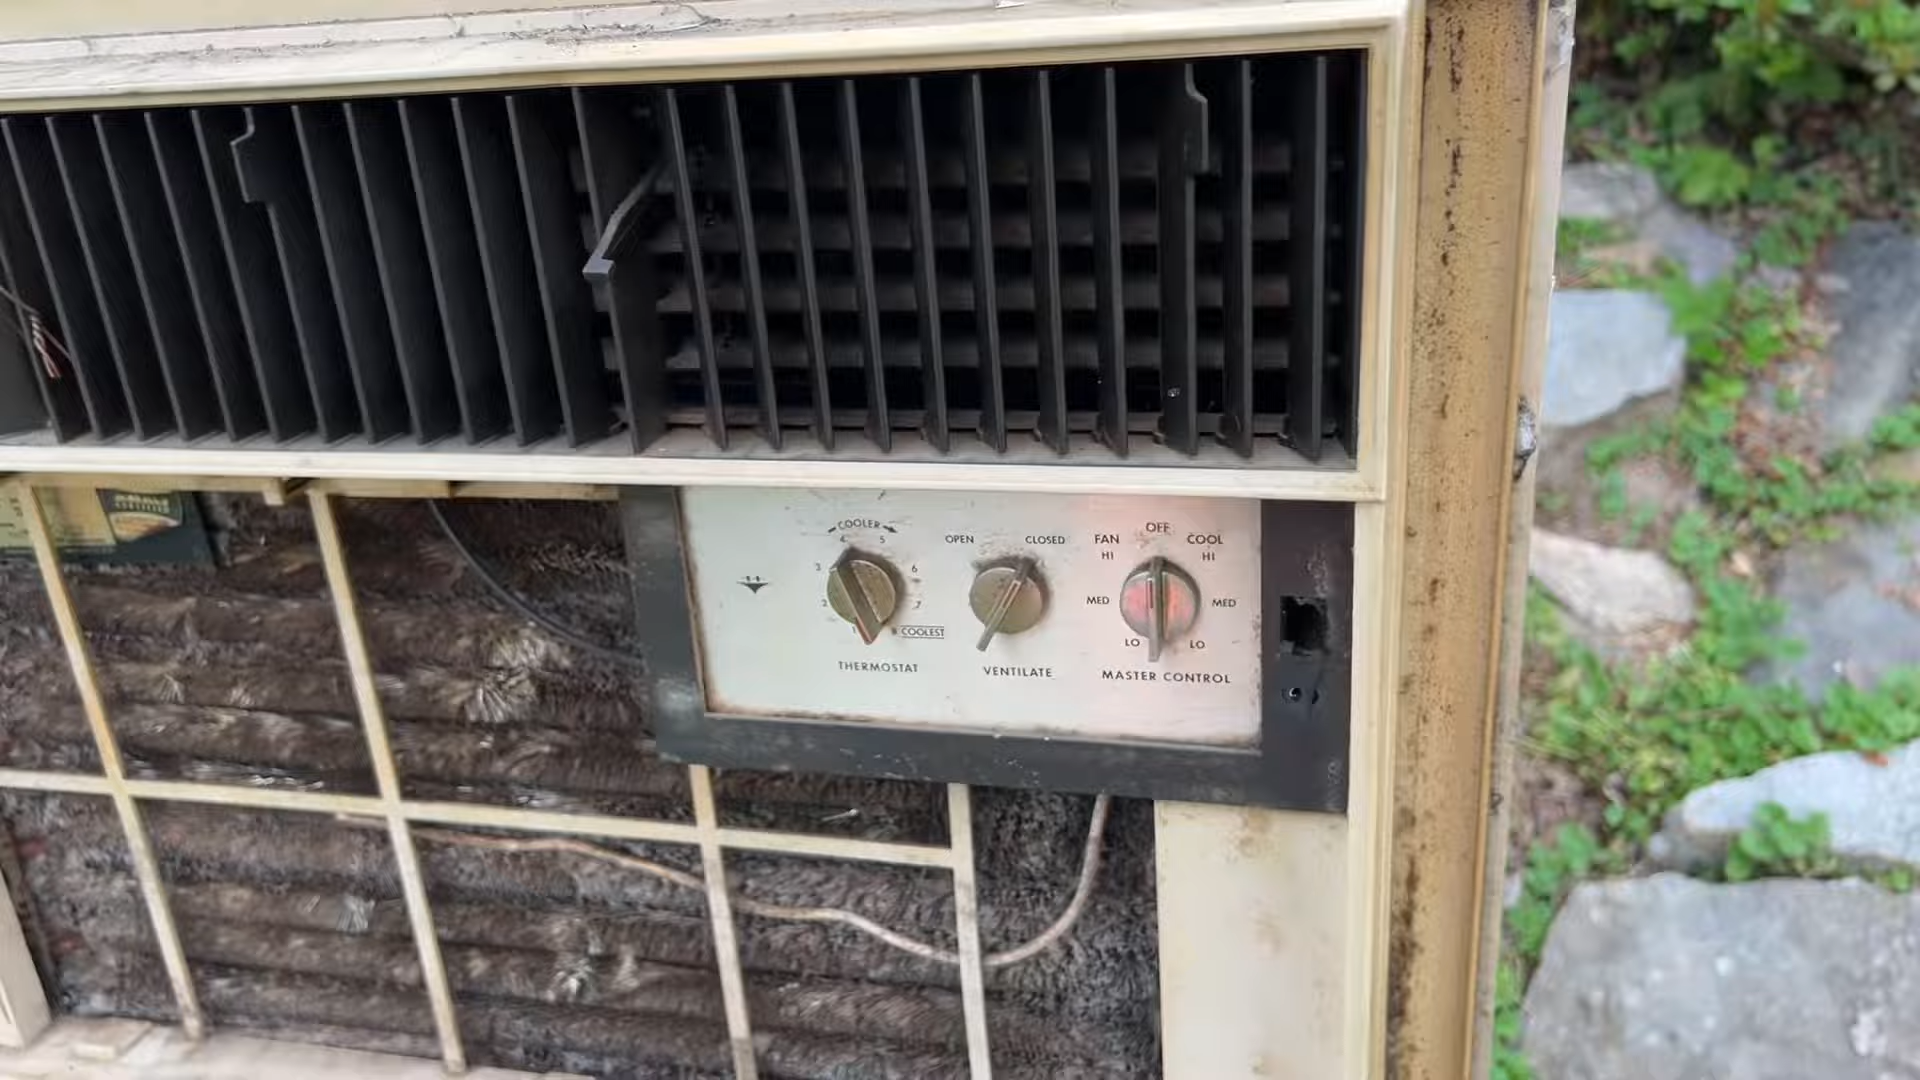 COOLER
4 5
3 6
2 7
1 8 COOLEST
THERMOSTAT
OPEN CLOSED
VENTILATE
OFF
FAN COOL
HI HI
MED MED
LO LO
MASTER CONTROL